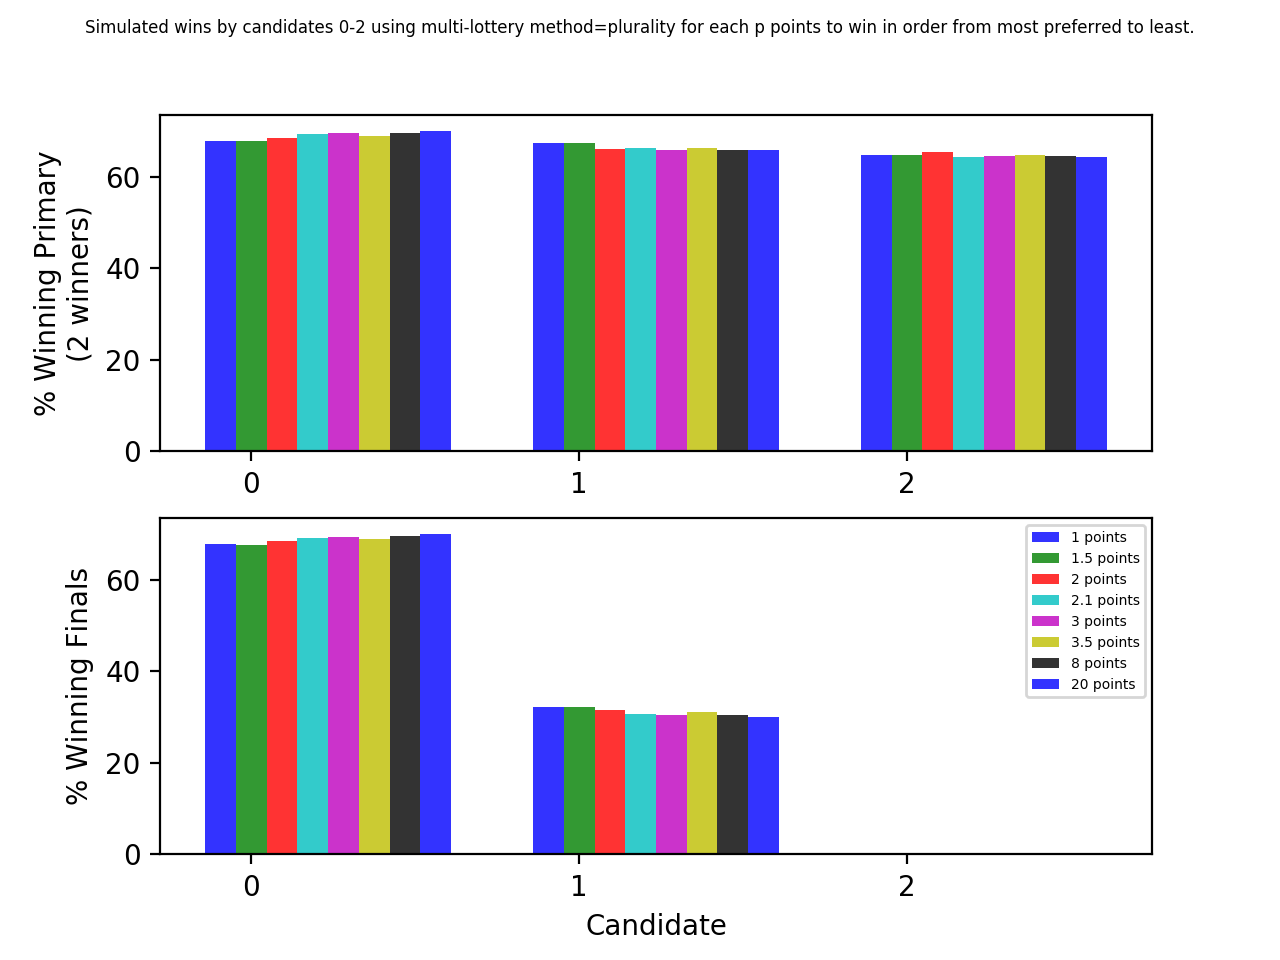 Simulated wins by candidates 0-2 using multi-lottery method=plurality for each p points to win in order from most preferred to least.
% Winning Primary
(2 winners)
60
40
20
0
0 1 2
% Winning Finals
60
40
20
0
1 points
1.5 points
2 points
2.1 points
3 points
3.5 points
8 points
20 points
0 1 2
Candidate